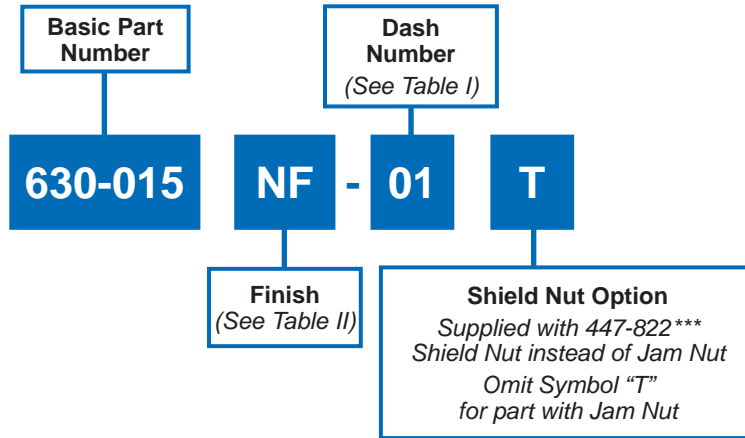 Basic Part
Number
Dash
Number
(See Table I)
630-015 NF - 01 T
Finish
(See Table II)
Shield Nut Option
Supplied with 447-822***
Shield Nut instead of Jam Nut
Omit Symbol “T”
for part with Jam Nut